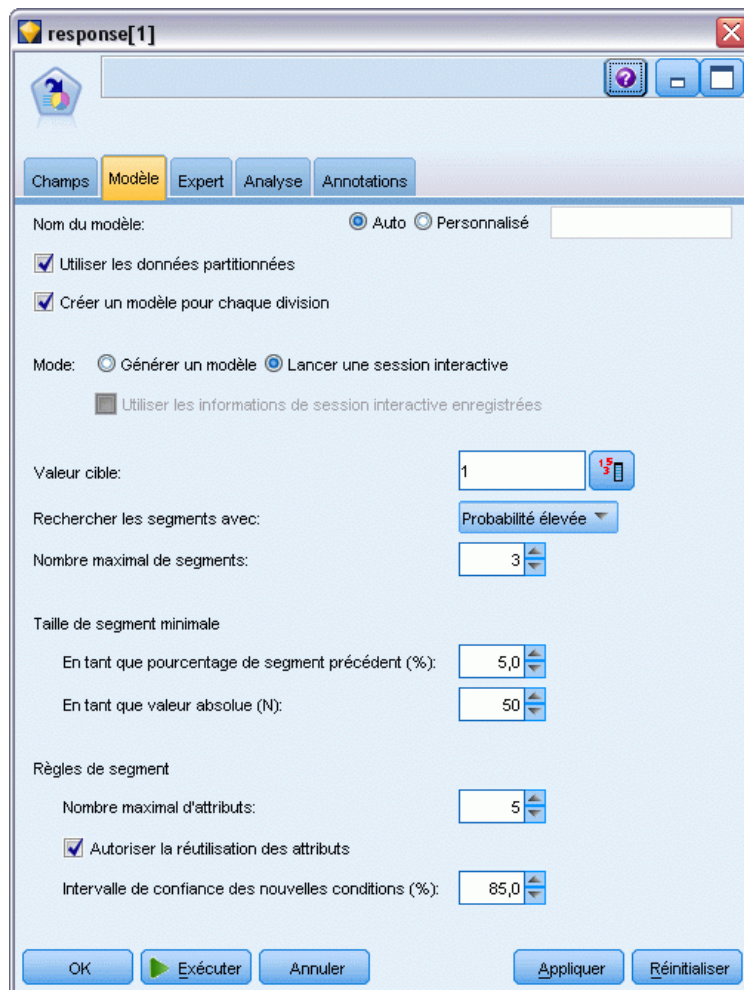 response[1]
Champs Modèle Expert Analyse Annotations
Nom du modèle: Auto Personnalisé
Utiliser les données partitionnées
Créer un modèle pour chaque division
Mode: Générer un modèle Lancer une session interactive
Utiliser les informations de session interactive enregistrées
Valeur cible: 1
Rechercher les segments avec: Probabilité élevée
Nombre maximal de segments: 3
Taille de segment minimale
En tant que pourcentage de segment précédent (%): 5,0
En tant que valeur absolue (N): 50
Règles de segment
Nombre maximal d'attributs: 5
Autoriser la réutilisation des attributs
Intervalle de confiance des nouvelles conditions (%): 85,0
OK Exécuter Annuler Appliquer Réinitialiser